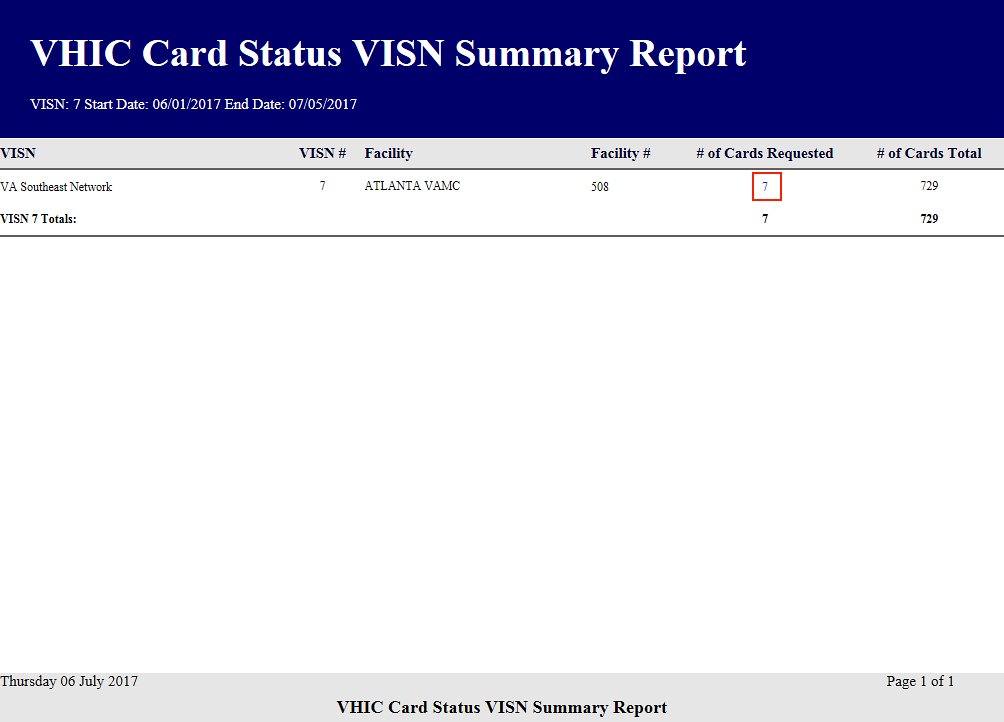 VHIC Card Status VISN Summary Report
VISN: 7 Start Date: 06/01/2017 End Date: 07/05/2017
VISN VISN # Facility Facility # # of Cards Requested # of Cards Total
VA Southeast Network 7 ATLANTA VAMC 508 7 729
VISN 7 Totals: 7 729
Thursday 06 July 2017 Page 1 of 1
VHIC Card Status VISN Summary Report